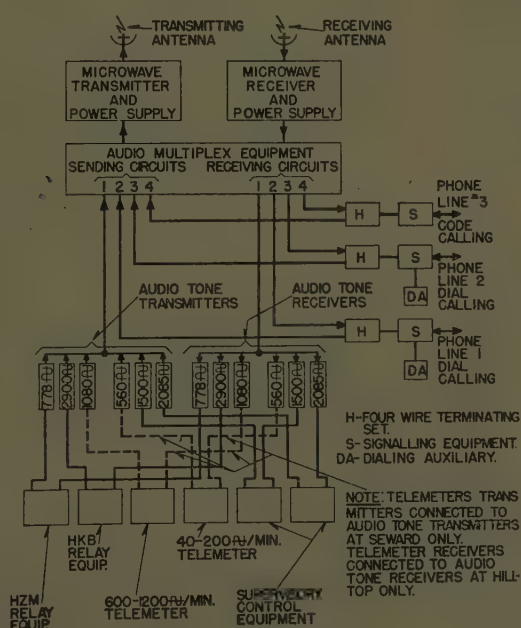 TRANSMITTING
ANTENNA
RECEIVING
ANTENNA
MICROWAVE
TRANSMITTER
AND
POWER SUPPLY
MICROWAVE
RECEIVER
AND
POWER SUPPLY
AUDIO MULTIPLEX EQUIPMENT
SENDING CIRCUITS RECEIVING CIRCUITS
1 2 3 4 1 2 3 4
H S
PHONE
LINE #3
CODE
CALLING
H S
DA
PHONE
LINE 2
DIAL
CALLING
H S
DA
PHONE
LINE 1
DIAL
CALLING
AUDIO TONE
TRANSMITTERS
AUDIO TONE
RECEIVERS
778 2900 1080 560 1500 2085 778 2900 1080 560 1500 2085
H-FOUR WIRE TERMINATING
SET.
S-SIGNALLING EQUIPMENT.
DA-DIALING AUXILIARY.
NOTE: TELEMETERS TRANS
MITTERS CONNECTED TO
AUDIO TONE TRANSMITTERS
AT SEWARD ONLY.
TELEMETER RECEIVERS
CONNECTED TO AUDIO
TONE RECEIVERS AT HILL-
TOP ONLY.
HZM
RELAY
EQUIP.
HKB
RELAY
EQUIP.
600-1200~/MIN.
TELEMETER
40-200~/MIN.
TELEMETER
SUPERVISORY
CONTROL
EQUIPMENT